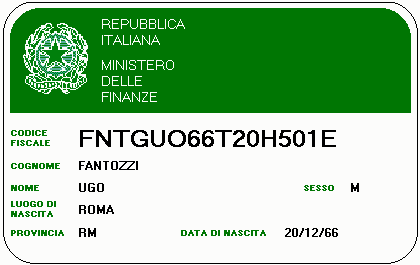 REPUBBLICA
ITALIANA
MINISTERO
DELLE
FINANZE
CODICE
FISCALE FNTGUO66T20H501E
COGNOME FANTOZZI
NOME UGO SESSO M
LUOGO DI
NASCITA ROMA
PROVINCIA RM DATA DI NASCITA 20/12/66